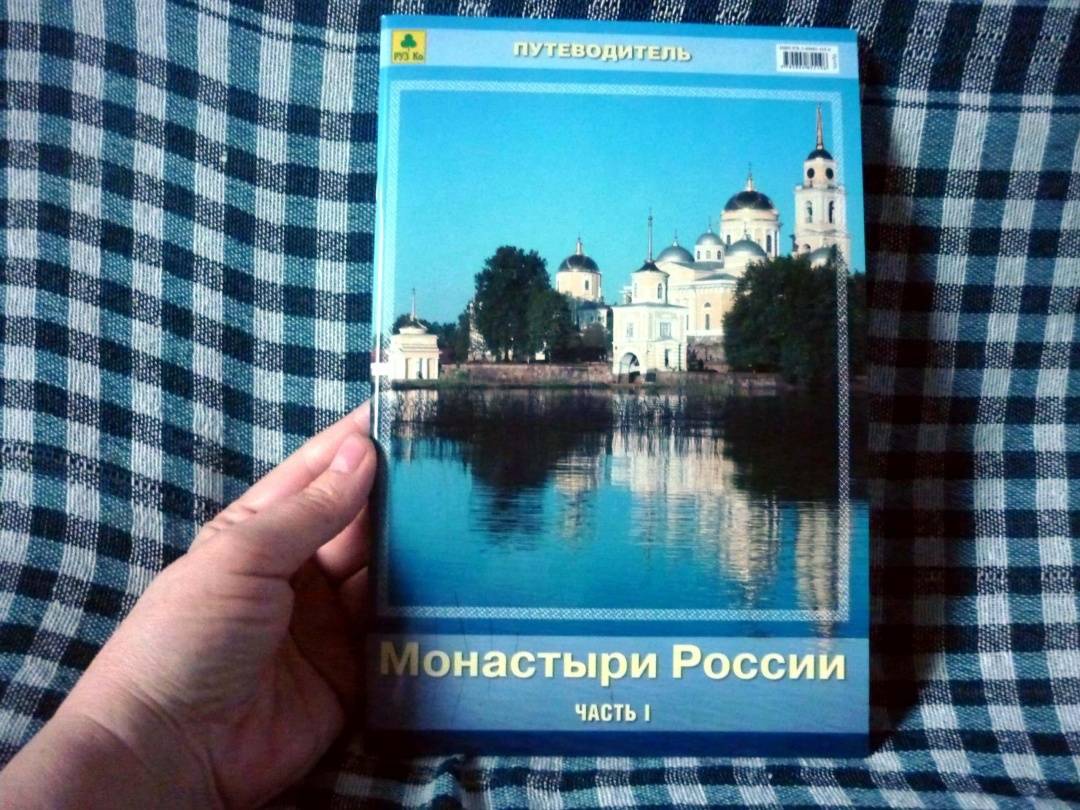 ПУТЕВОДИТЕЛЬ
РУЗ Ко
Монастыри России
ЧАСТЬ I